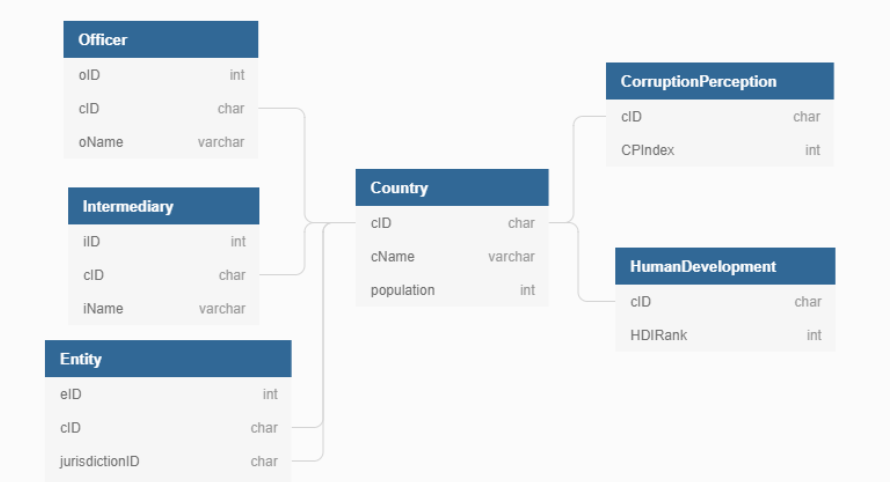 Officer
oID int
cID char
oName varchar
Intermediary
iID int
cID char
iName varchar
Entity
eID int
cID char
jurisdictionID char
Country
cID char
cName varchar
population int
CorruptionPerception
cID char
CPIndex int
HumanDevelopment
cID char
HDIRank int